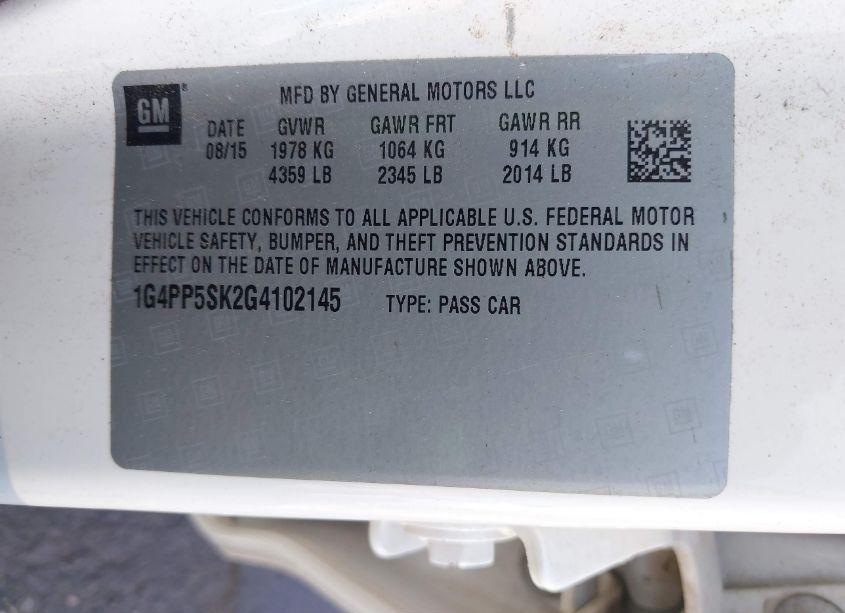 GM
MFD BY GENERAL MOTORS LLC
DATE GVWR GAWR FRT GAWR RR
08/15 1978 KG 1064 KG 914 KG
4359 LB 2345 LB 2014 LB
THIS VEHICLE CONFORMS TO ALL APPLICABLE U.S. FEDERAL MOTOR
VEHICLE SAFETY, BUMPER, AND THEFT PREVENTION STANDARDS IN
EFFECT ON THE DATE OF MANUFACTURE SHOWN ABOVE.
1G4PP5SK2G4102145 TYPE: PASS CAR